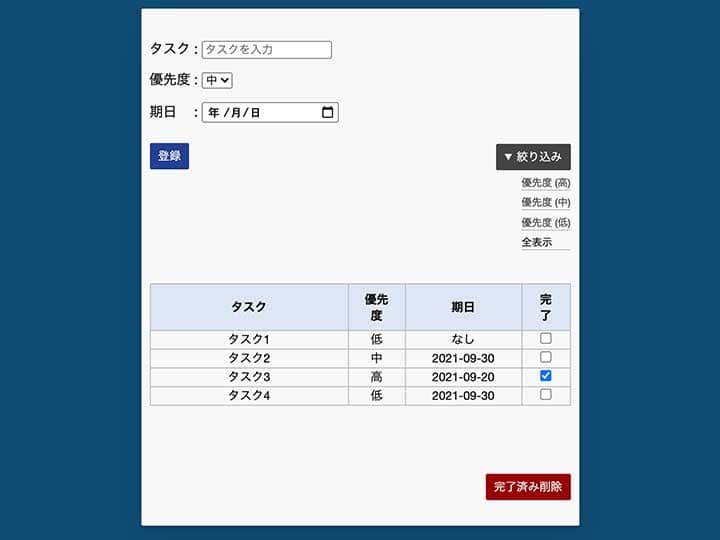 タスク : タスクを入力
優先度 : 中
期日 : 年 /月/日
登録
▼絞り込み
優先度 (高)
優先度 (中)
優先度 (低)
全表示
タスク 優先度 期日 完了
タスク1 低 なし
タスク2 中 2021-09-30
タスク3 高 2021-09-20
タスク4 低 2021-09-30
完了済み削除